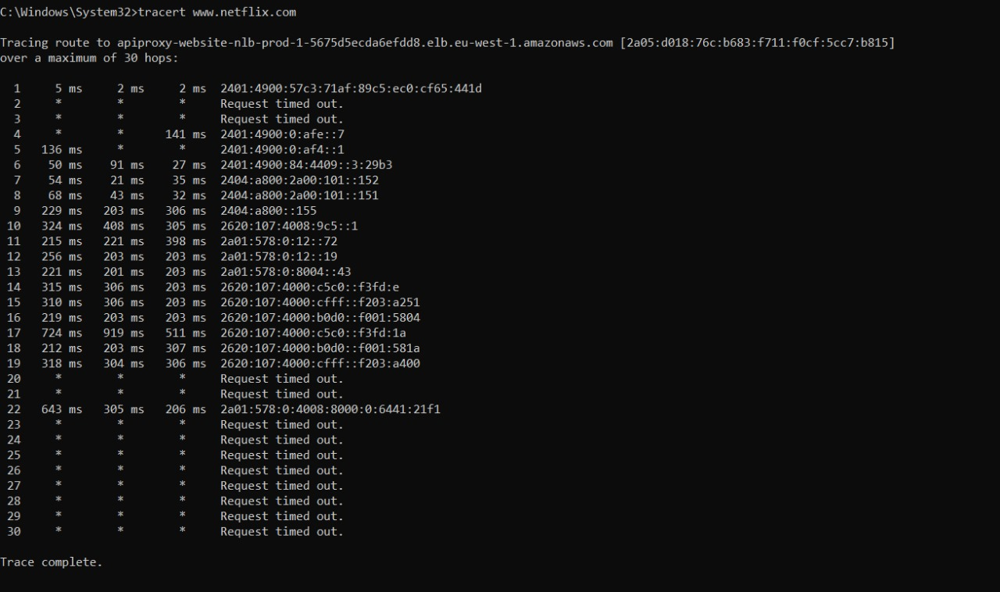 C:\Windows\System32>tracert www.netflix.com
Tracing route to apiproxy-website-nlb-prod-1-5675d5ecda6efdd8.elb.eu-west-1.amazonaws.com [2a05:d018:76c:b683:f711:f0cf:5cc7:b815]
over a maximum of 30 hops:
1 5 ms 2 ms 2 ms 2401:4900:57c3:71af:89c5:ec0:cf65:441d
2 * * * Request timed out.
3 * * * Request timed out.
4 * * 141 ms 2401:4900:0:afe::7
5 136 ms * * 2401:4900:0:af4::1
6 50 ms 91 ms 27 ms 2401:4900:84:4409::3:29b3
7 54 ms 21 ms 35 ms 2404:a800:2a00:101::152
8 68 ms 43 ms 32 ms 2404:a800:2a00:101::151
9 229 ms 203 ms 306 ms 2404:a800::155
10 324 ms 408 ms 305 ms 2620:107:4008:9c5::1
11 215 ms 221 ms 398 ms 2a01:578:0:12::72
12 256 ms 203 ms 203 ms 2a01:578:0:12::19
13 221 ms 201 ms 203 ms 2a01:578:0:8004::43
14 315 ms 306 ms 203 ms 2620:107:4000:c5c0::f3fd:e
15 310 ms 306 ms 203 ms 2620:107:4000:cfff::f203:a251
16 219 ms 203 ms 203 ms 2620:107:4000:b0d0::f001:5804
17 724 ms 919 ms 511 ms 2620:107:4000:c5c0::f3fd:1a
18 212 ms 203 ms 307 ms 2620:107:4000:b0d0::f001:581a
19 318 ms 304 ms 306 ms 2620:107:4000:cfff::f203:a400
20 * * * Request timed out.
21 * * * Request timed out.
22 643 ms 305 ms 206 ms 2a01:578:0:4008:8000:0:6441:21f1
23 * * * Request timed out.
24 * * * Request timed out.
25 * * * Request timed out.
26 * * * Request timed out.
27 * * * Request timed out.
28 * * * Request timed out.
29 * * * Request timed out.
30 * * * Request timed out.
Trace complete.